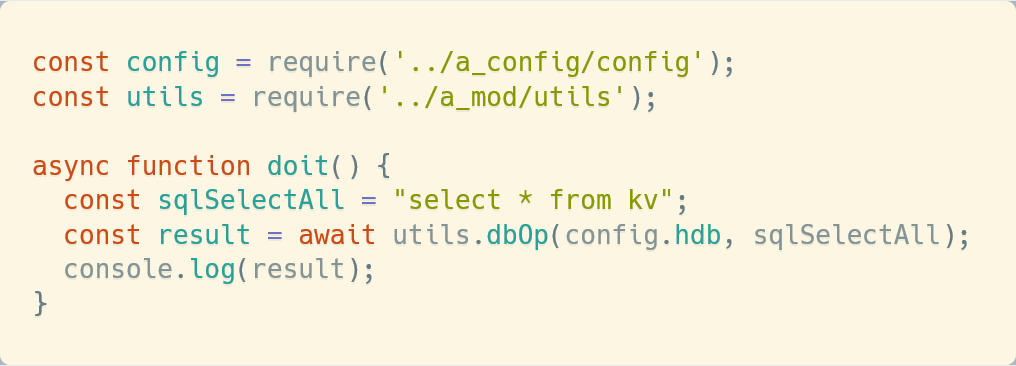 const config = require('../a_config/config');
const utils = require('../a_mod/utils');

async function doit() {
  const sqlSelectAll = "select * from kv";
  const result = await utils.dbOp(config.hdb, sqlSelectAll);
  console.log(result);
}